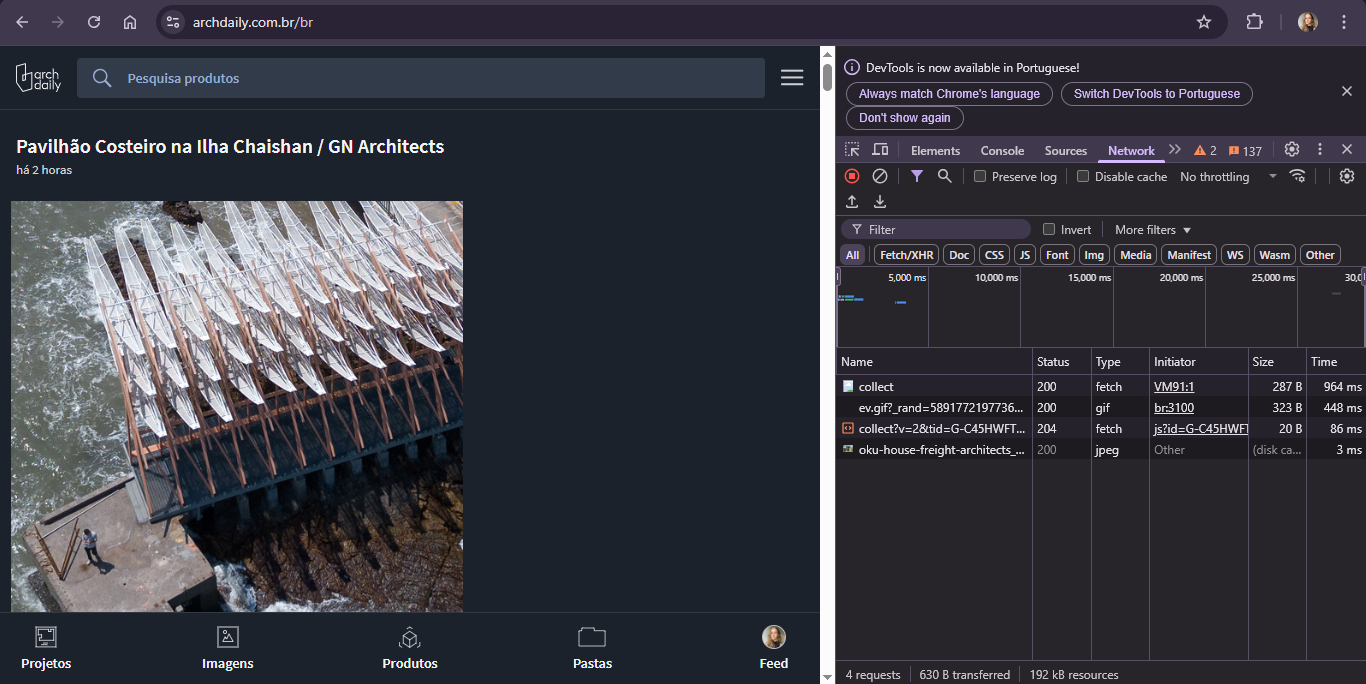 archdaily.com.br/br
arch
daily
Pesquisa produtos
Pavilhão Costeiro na Ilha Chaishan / GN Architects
há 2 horas
Projetos
Imagens
Produtos
Pastas
Feed
DevTools is now available in Portuguese!
Always match Chrome's language
Switch DevTools to Portuguese
Don't show again
Elements
Console
Sources
Network
2
137
Preserve log
Disable cache
No throttling
Filter
Invert
More filters
All
Fetch/XHR
Doc
CSS
JS
Font
Img
Media
Manifest
WS
Wasm
Other
5,000 ms
10,000 ms
15,000 ms
20,000 ms
25,000 ms
30,0
Name Status Type Initiator Size Time
collect 200 fetch VM91:1 287 B 964 ms
ev.gif?_rand=5891772197736... 200 gif br:3100 323 B 448 ms
collect?v=2&tid=G-C45HWFT... 204 fetch js?id=G-C45HWFT 20 B 86 ms
oku-house-freight-architects_... 200 jpeg Other (disk ca... 3 ms
4 requests
630 B transferred
192 kB resources